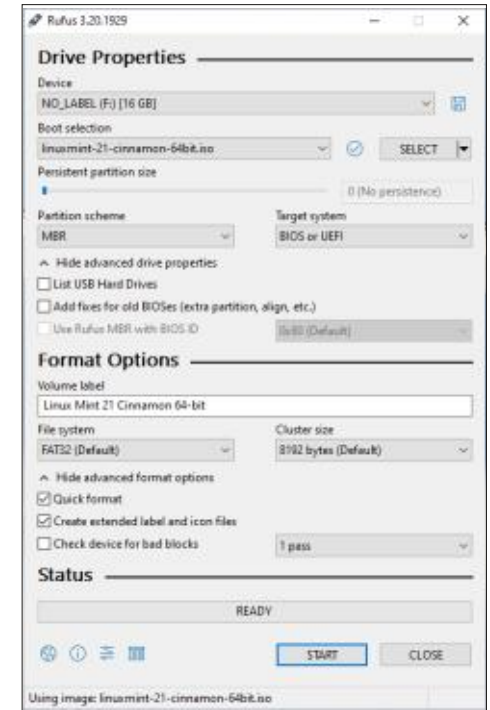 Rufus 3.20.1929
Drive Properties
Device
NO_LABEL (F:) [16 GB]
Boot selection
linuxmint-21-cinnamon-64bit.iso
SELECT
Persistent partition size
0 (No persistence)
Partition scheme
Target system
MBR
BIOS or UEFI
Hide advanced drive properties
List USB Hard Drives
Add fixes for old BIOSes (extra partition, align, etc.)
Use Rufus MBR with BIOS ID
0x80 (Default)
Format Options
Volume label
Linux Mint 21 Cinnamon 64-bit
File system
Cluster size
FAT32 (Default)
8192 bytes (Default)
Hide advanced format options
Quick format
Create extended label and icon files
Check device for bad blocks
1 pass
Status
READY
START
CLOSE
Using image: linuxmint-21-cinnamon-64bit.iso